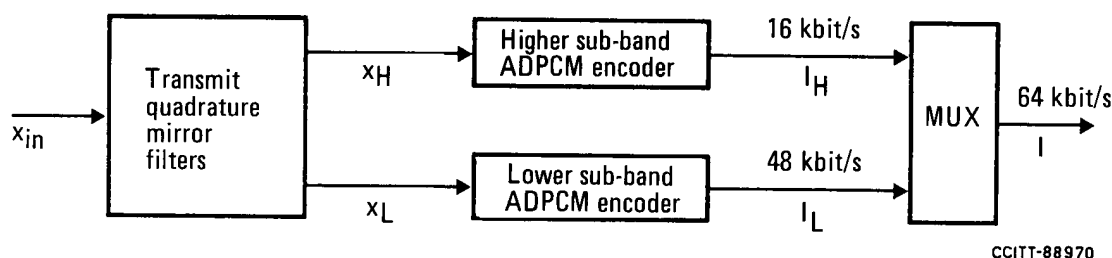 x_in
Transmit
quadrature
mirror
filters
x_H
Higher sub-band
ADPCM encoder
16 kbit/s
I_H
x_L
Lower sub-band
ADPCM encoder
48 kbit/s
I_L
MUX
64 kbit/s
I
CCITT-88970